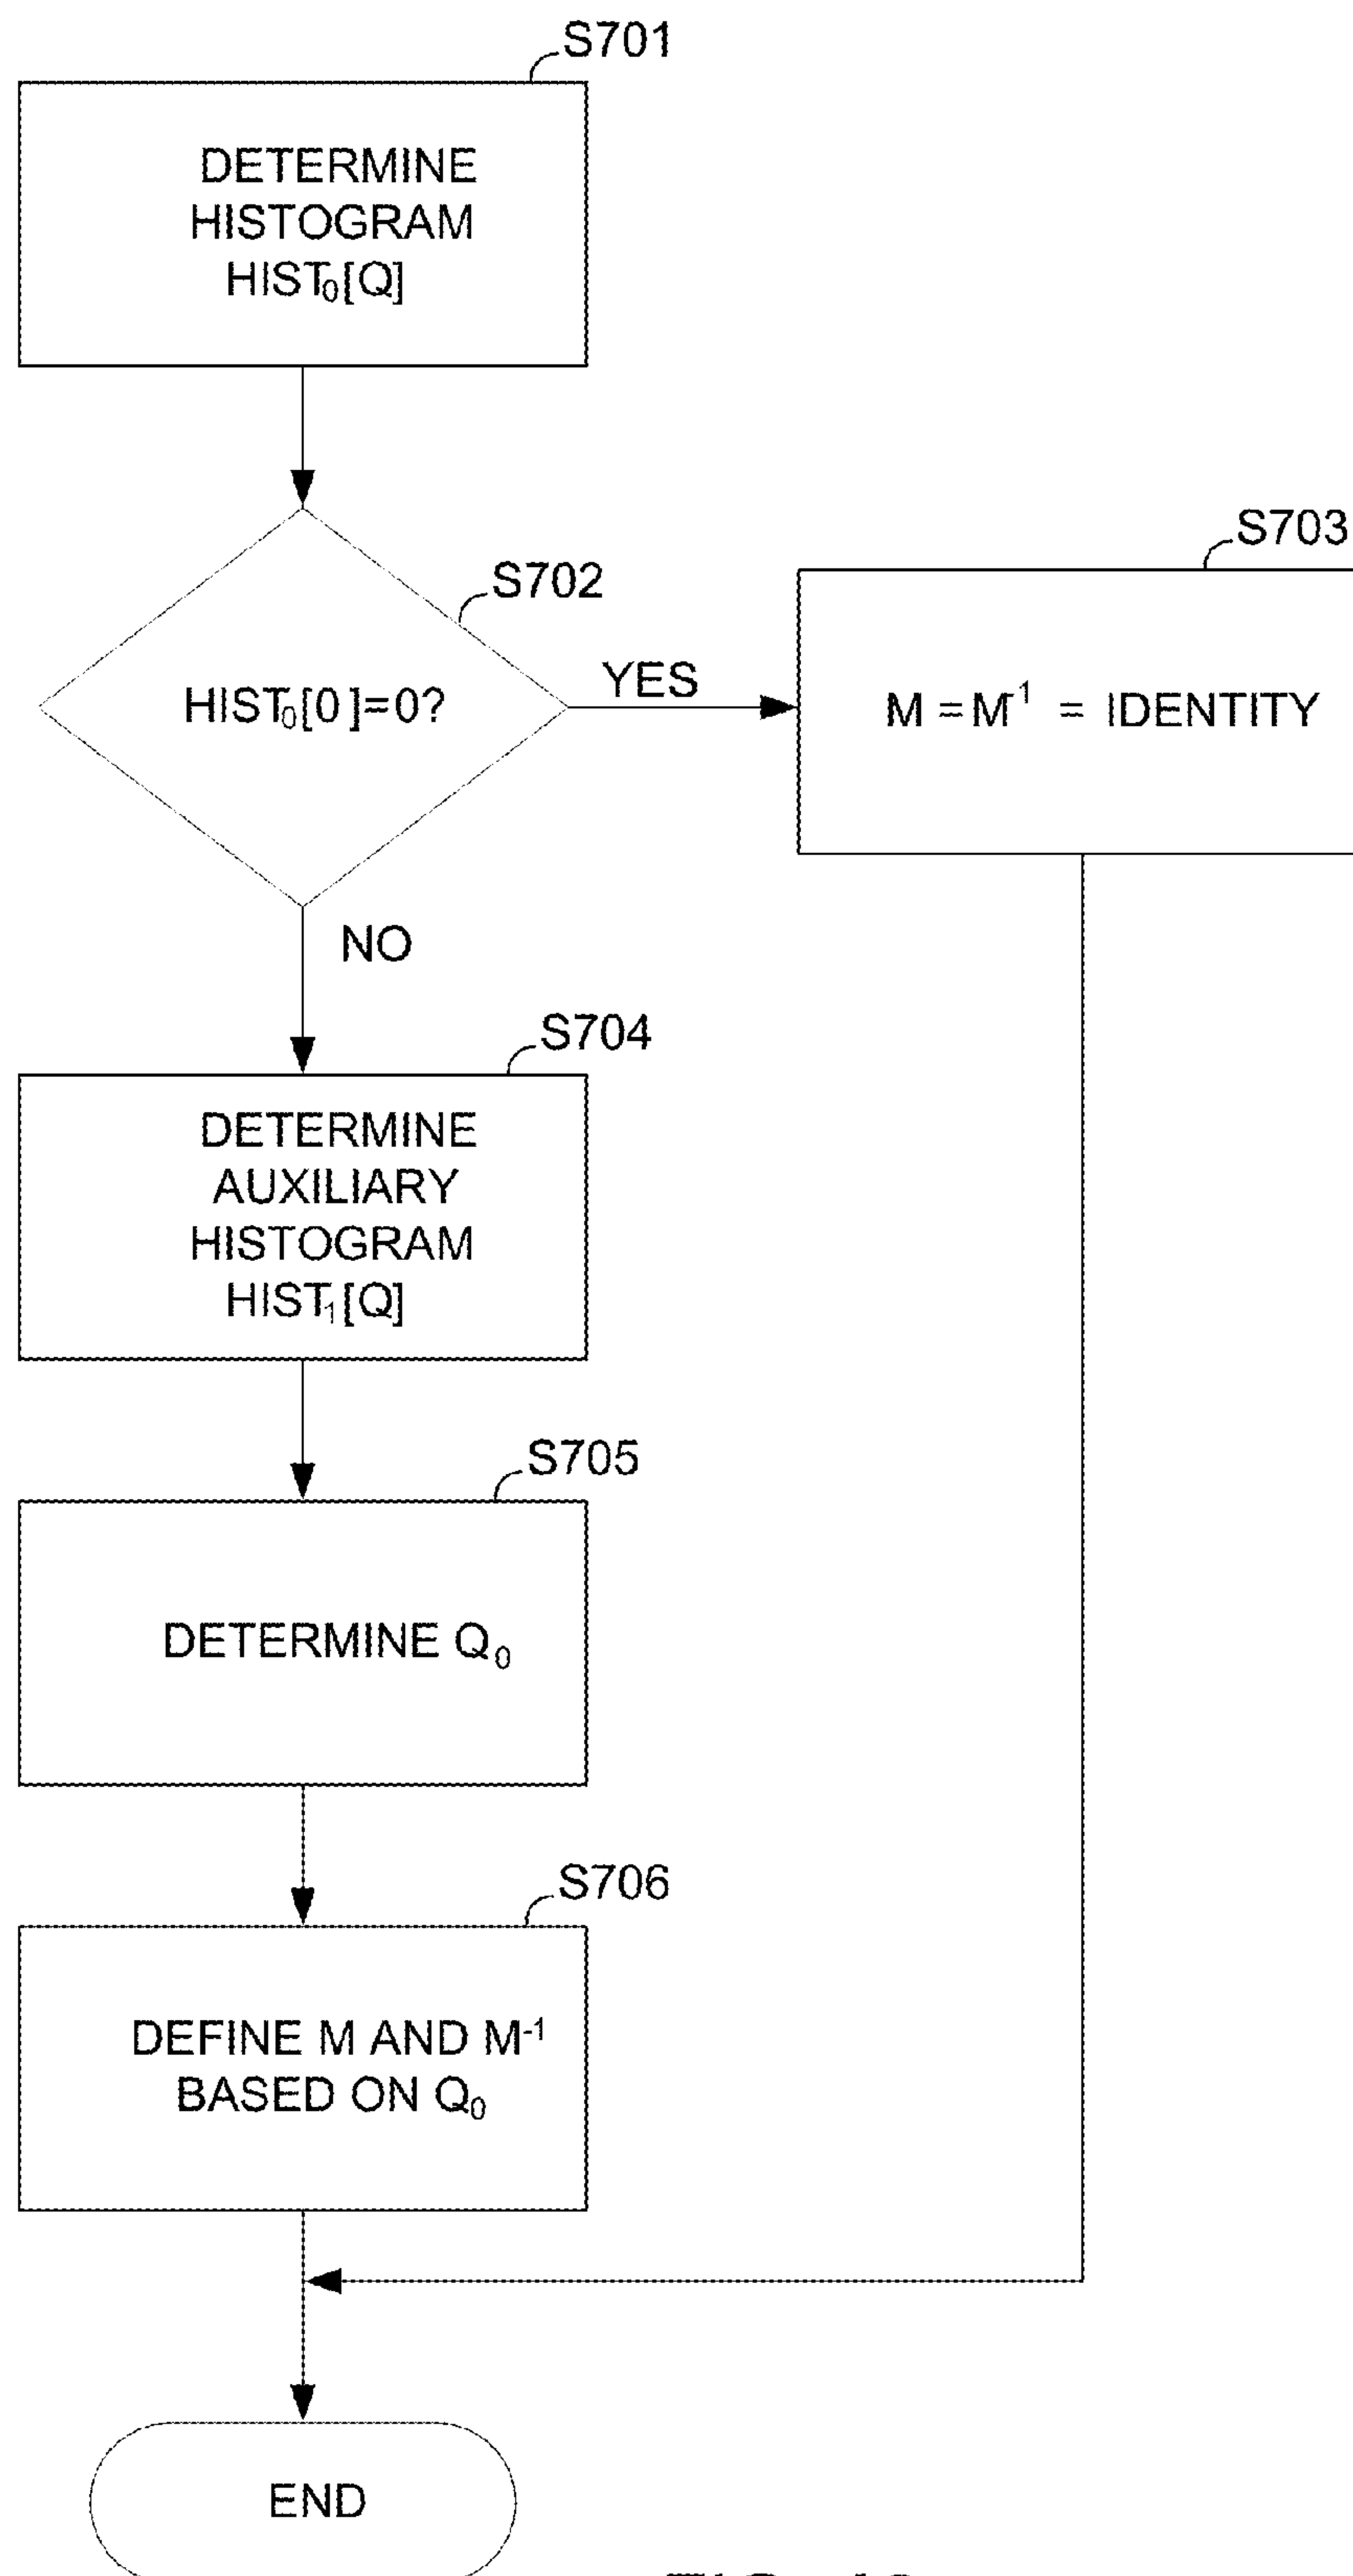 S701
DETERMINE
HISTOGRAM
HIST₀[Q]
S702
HIST₀[0]=0?
YES
S703
M = M⁻¹ = IDENTITY
NO
S704
DETERMINE
AUXILIARY
HISTOGRAM
HIST₁[Q]
S705
DETERMINE Q₀
S706
DEFINE M AND M⁻¹
BASED ON Q₀
END